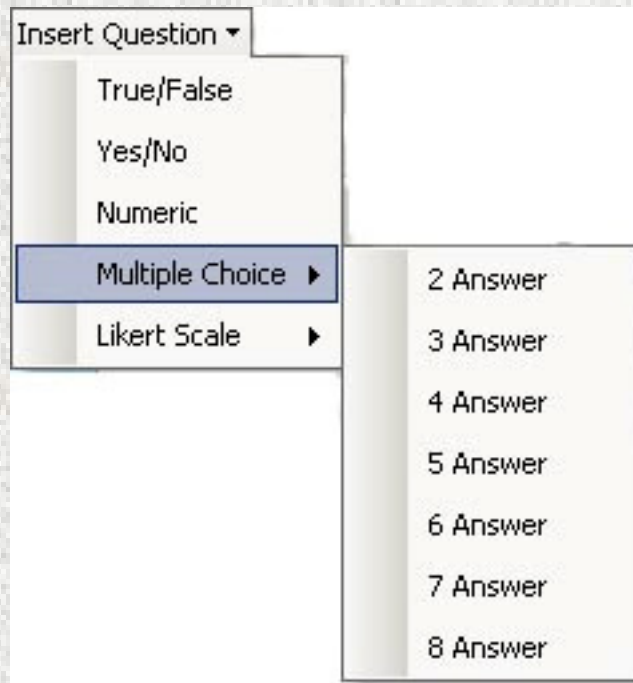 Insert Question
True/False
Yes/No
Numeric
Multiple Choice
Likert Scale
2 Answer
3 Answer
4 Answer
5 Answer
6 Answer
7 Answer
8 Answer